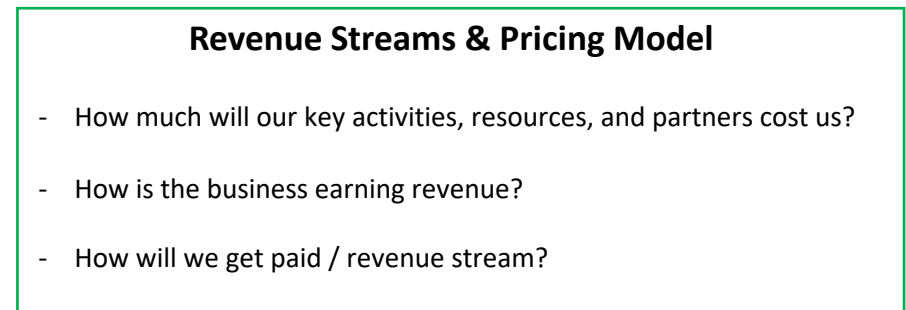 Revenue Streams & Pricing Model
- How much will our key activities, resources, and partners cost us?
- How is the business earning revenue?
- How will we get paid / revenue stream?